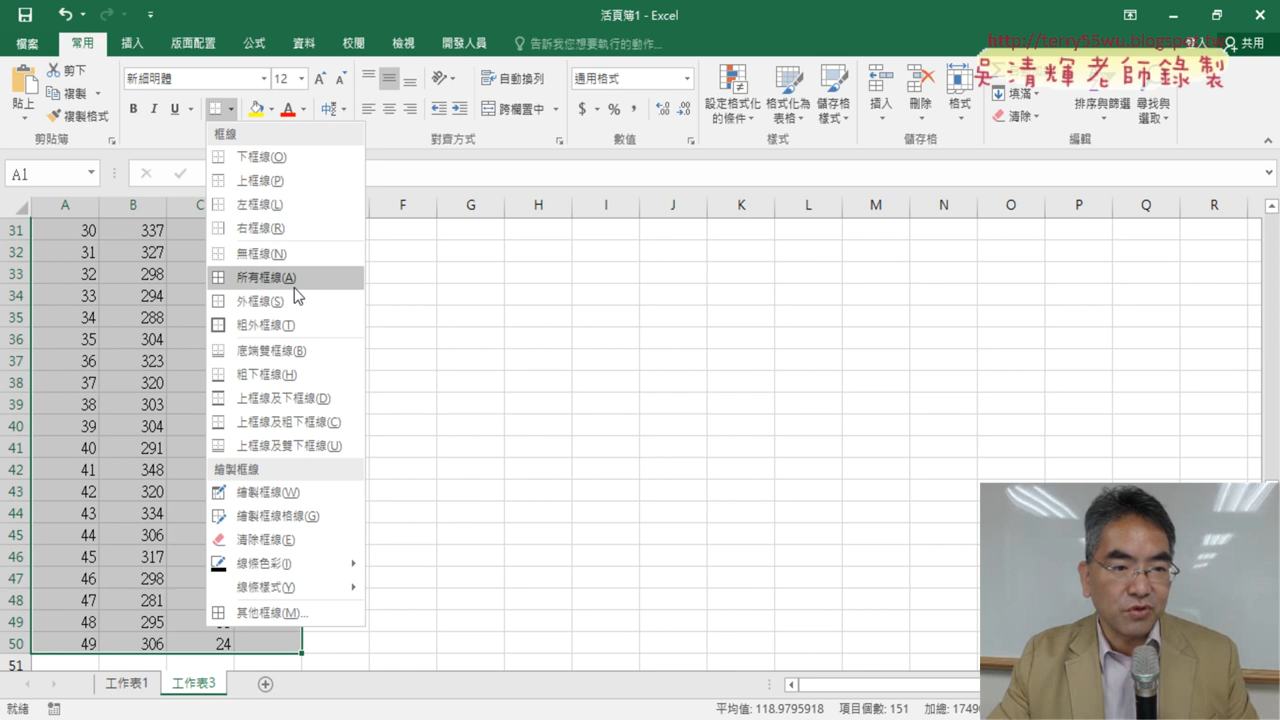 活頁簿1 - Excel
檔案 常用 插入 版面配置 公式 資料 校閱 檢視 開發人員 告訴我您想要執行的動作... 共用
http://terry55wu.blogspot.tw
吳清輝老師錄製
貼上 剪下 複製 複製格式 剪貼簿
新細明體 12 B I U
自動換列 跨欄置中 對齊方式
通用格式 $ % 數值
設定格式化的條件 格式化為表格 儲存格樣式 樣式
插入 刪除 格式 儲存格
填滿 清除 排序與篩選 尋找與選取 編輯
A1
框線
下框線(O)
上框線(P)
左框線(L)
右框線(R)
無框線(N)
所有框線(A)
外框線(S)
粗外框線(T)
底端雙框線(B)
粗下框線(H)
上框線及下框線(D)
上框線及粗下框線(C)
上框線及雙下框線(U)
繪製框線
繪製框線(W)
繪製框線格線(G)
清除框線(E)
線條色彩(I)
線條樣式(Y)
其他框線(M)...
A B C F G H I J K L M N O P Q R
31 30 337
32 31 327
33 32 298
34 33 294
35 34 288
36 35 304
37 36 323
38 37 320
39 38 303
40 39 304
41 40 291
42 41 348
43 42 320
44 43 334
45 44 306
46 45 317
47 46 298
48 47 281
49 48 295
50 49 306 24
51
工作表1 工作表3
就緒 平均值: 118.9795918 項目個數: 151 加總: 1749